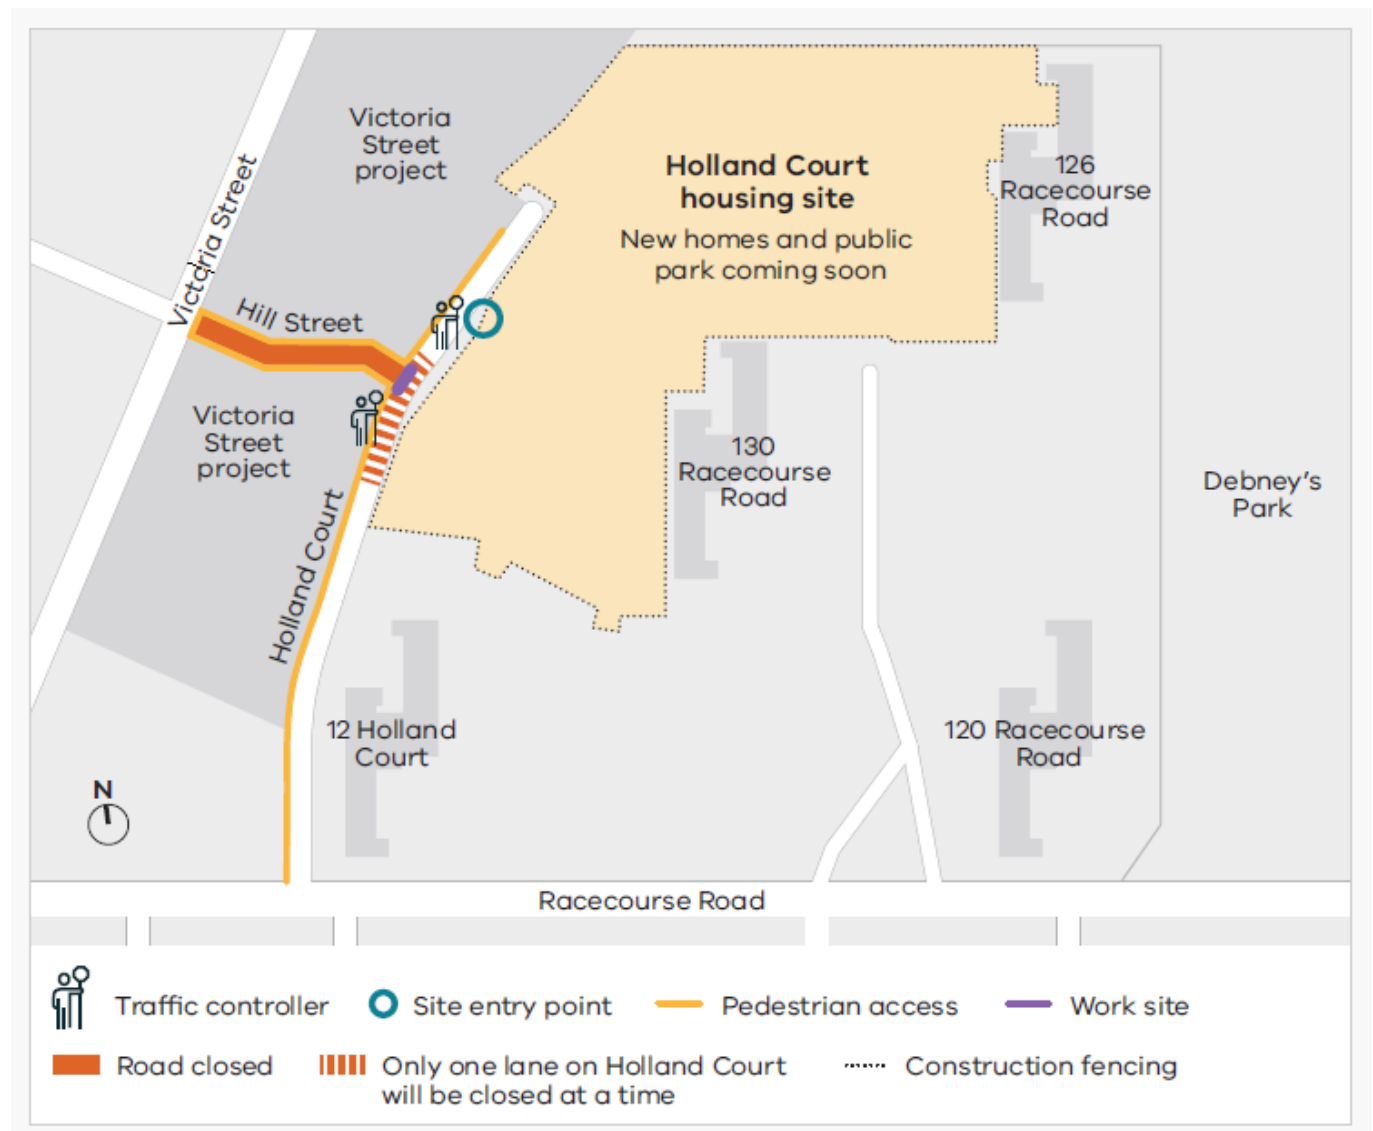 Victoria
Street
project
Holland Court
housing site
New homes and public
park coming soon
126
Racecourse
Road
Victoria Street
Hill Street
Victoria
Street
project
130
Racecourse
Road
Debney’s
Park
Holland Court
12 Holland
Court
120 Racecourse
Road
N
Racecourse Road
Traffic controller
Site entry point
Pedestrian access
Work site
Road closed
Only one lane on Holland Court
will be closed at a time
Construction fencing